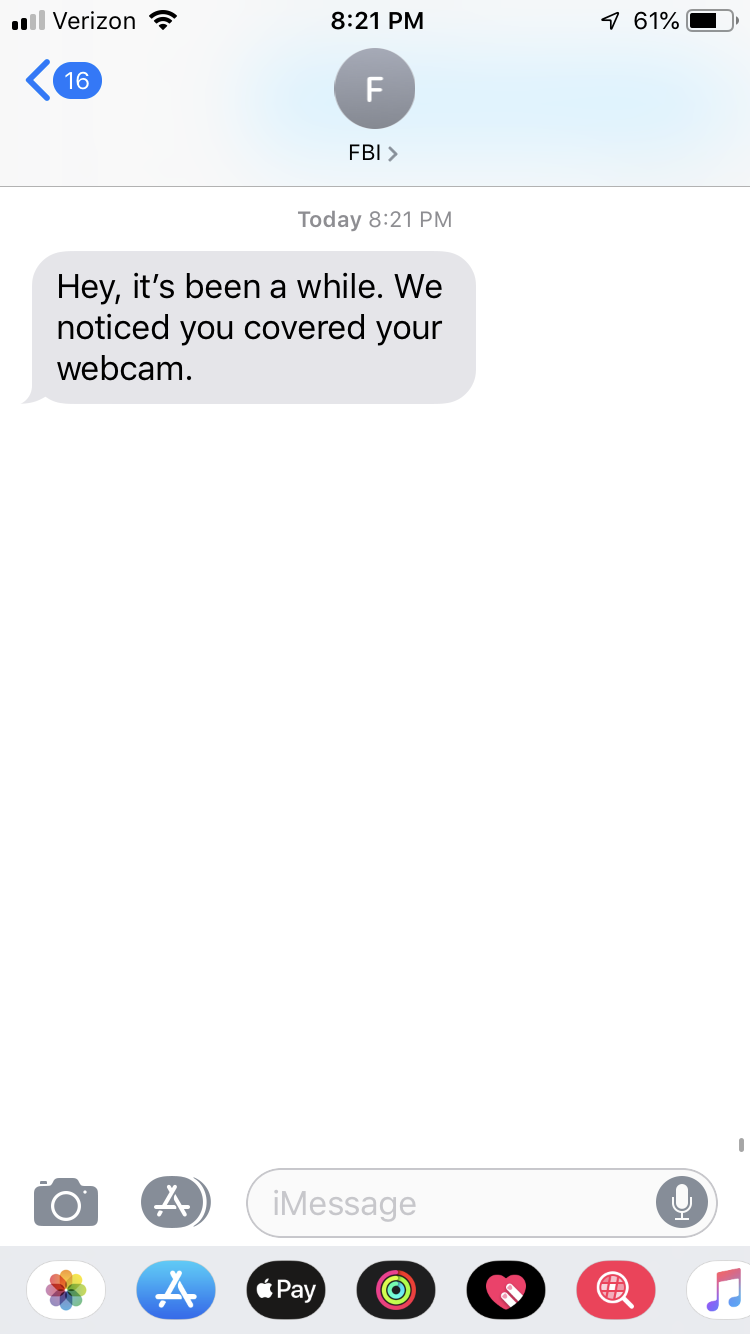 Verizon 8:21 PM 61%
16
F
FBI
Today 8:21 PM
Hey, it’s been a while. We
noticed you covered your
webcam.
iMessage
Pay